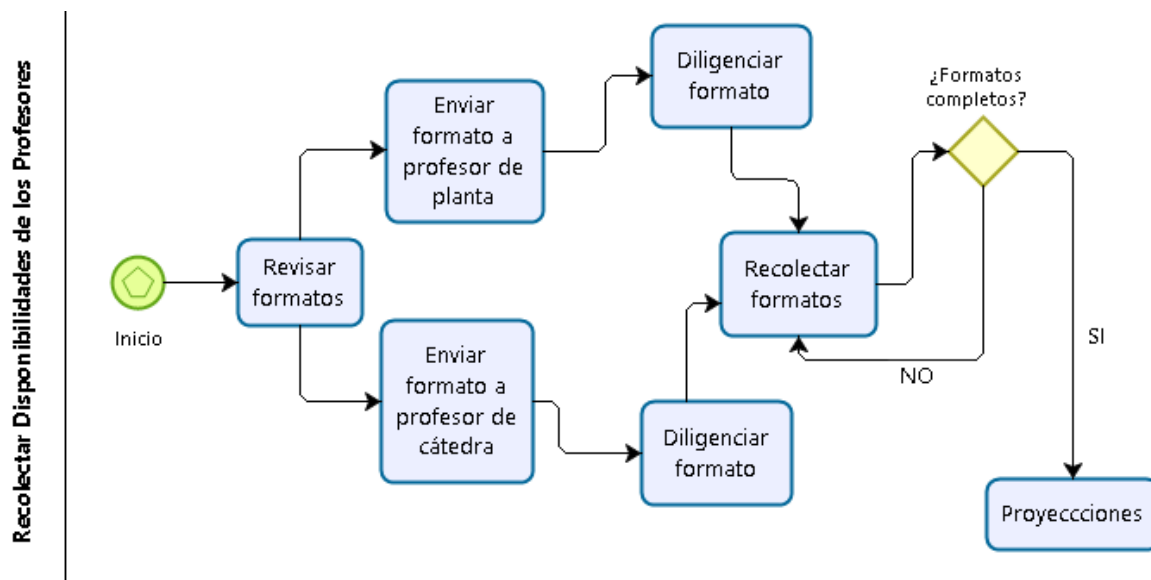 Recolectar Disponibilidades de los Profesores
Inicio
Revisar
formatos
Enviar
formato a
profesor de
planta
Enviar
formato a
profesor de
cátedra
Diligenciar
formato
Diligenciar
formato
Recolectar
formatos
¿Formatos
completos?
NO
SI
Proyeccciones